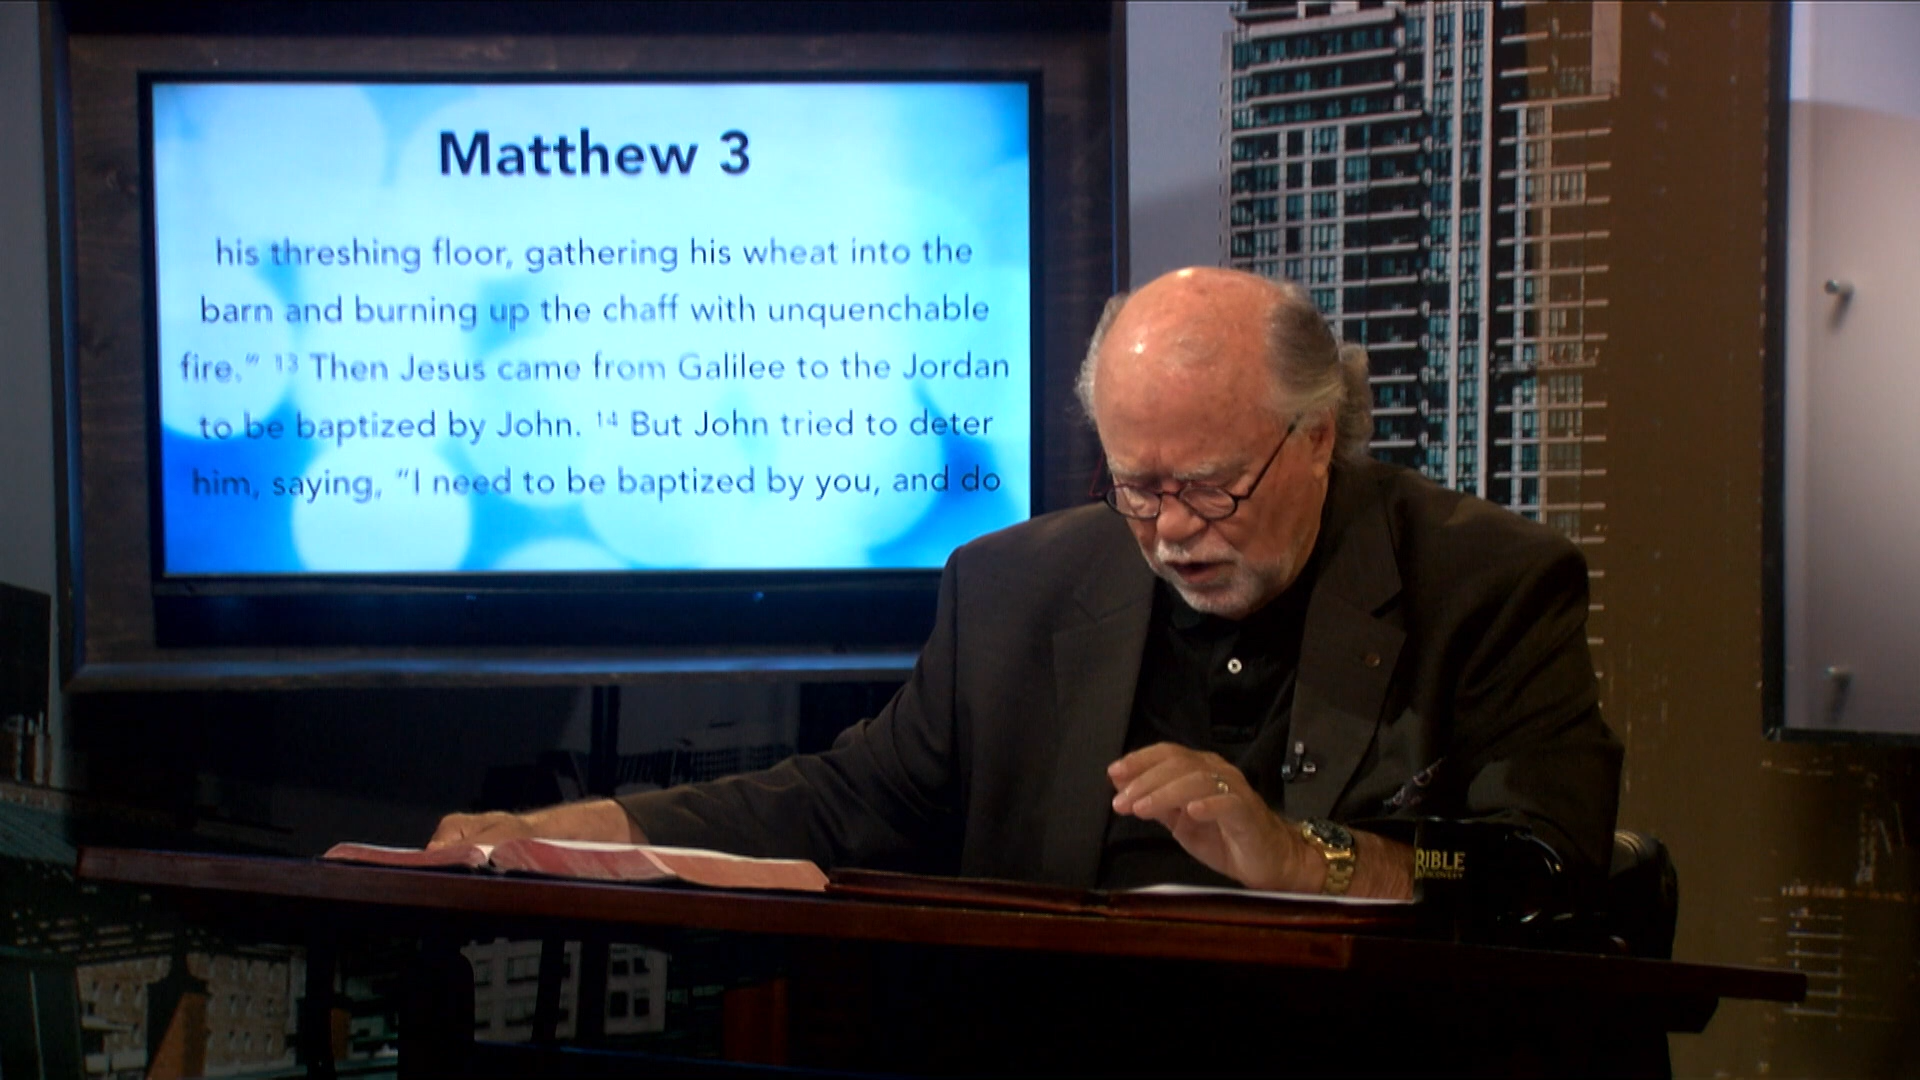 Matthew 3
his threshing floor, gathering his wheat into the
barn and burning up the chaff with unquenchable
fire." 13 Then Jesus came from Galilee to the Jordan
to be baptized by John. 14 But John tried to deter
him, saying, "I need to be baptized by you, and do
BIBLE
DISCOVERY